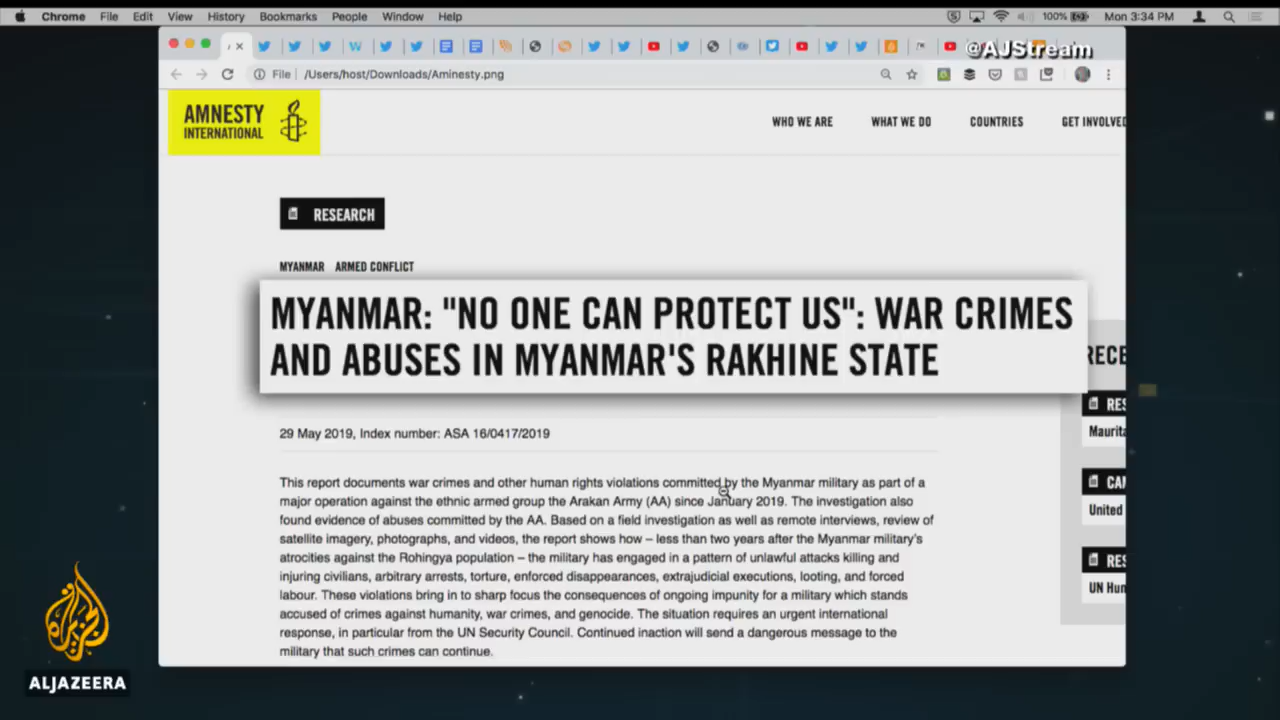 Chrome File Edit View History Bookmarks People Window Help 100% Mon 3:34 PM
@AJStream
File /Users/host/Downloads/Aminesty.png
AMNESTY
INTERNATIONAL
WHO WE ARE WHAT WE DO COUNTRIES GET INVOLVED
RESEARCH
MYANMAR ARMED CONFLICT
MYANMAR: "NO ONE CAN PROTECT US": WAR CRIMES
AND ABUSES IN MYANMAR'S RAKHINE STATE
RECE
RES
Maurita
29 May 2019, Index number: ASA 16/0417/2019
This report documents war crimes and other human rights violations committed by the Myanmar military as part of a
major operation against the ethnic armed group the Arakan Army (AA) since January 2019. The investigation also
found evidence of abuses committed by the AA. Based on a field investigation as well as remote interviews, review of
satellite imagery, photographs, and videos, the report shows how – less than two years after the Myanmar military's
atrocities against the Rohingya population – the military has engaged in a pattern of unlawful attacks killing and
injuring civilians, arbitrary arrests, torture, enforced disappearances, extrajudicial executions, looting, and forced
labour. These violations bring in to sharp focus the consequences of ongoing impunity for a military which stands
accused of crimes against humanity, war crimes, and genocide. The situation requires an urgent international
response, in particular from the UN Security Council. Continued inaction will send a dangerous message to the
military that such crimes can continue.
CAM
United
RES
UN Hum
ALJAZEERA